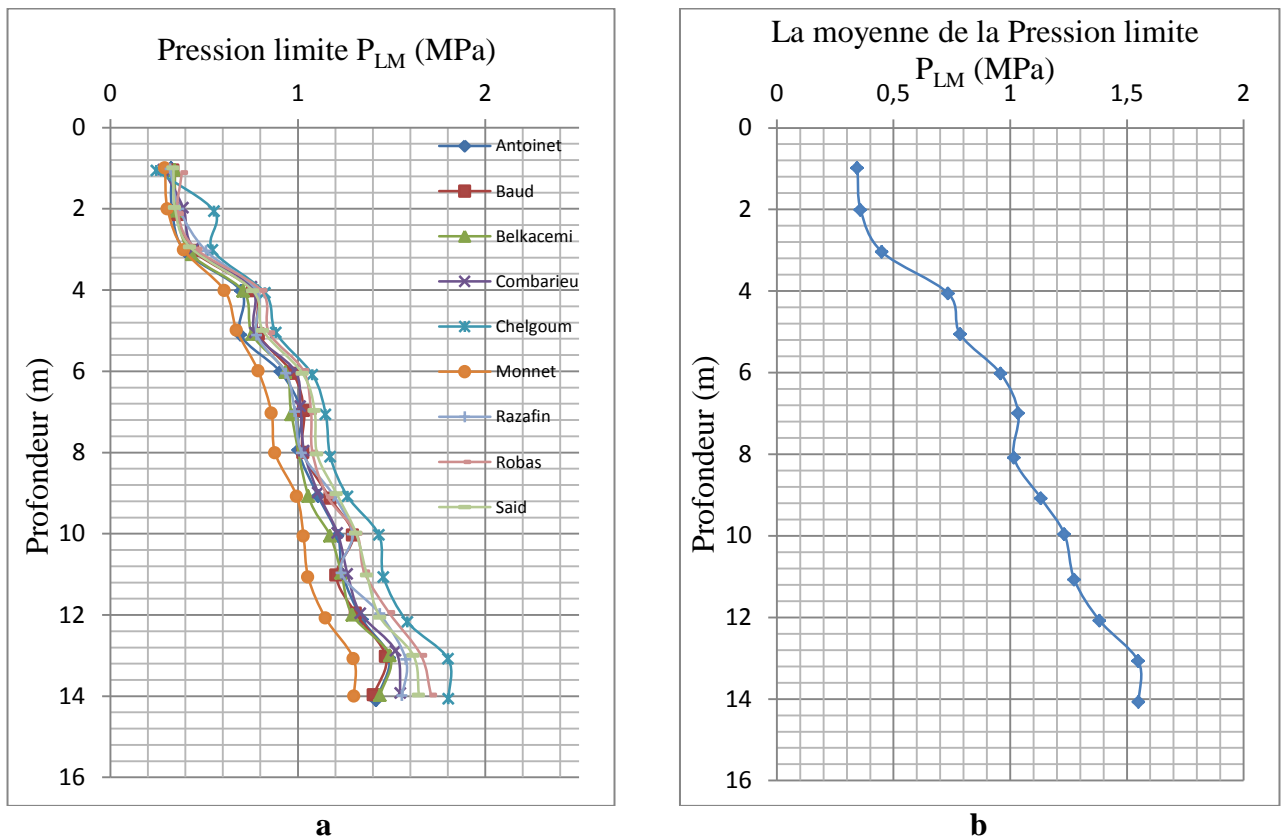 Pression limite P_LM (MPa)
0 1 2
0
2
4
6
8
10
12
14
16
Profondeur (m)
Antoinet
Baud
Belkacemi
Combarieu
Chelgoum
Monnet
Razafin
Robas
Said
a
La moyenne de la Pression limite
P_LM (MPa)
0 0,5 1 1,5 2
0
2
4
6
8
10
12
14
16
Profondeur (m)
b